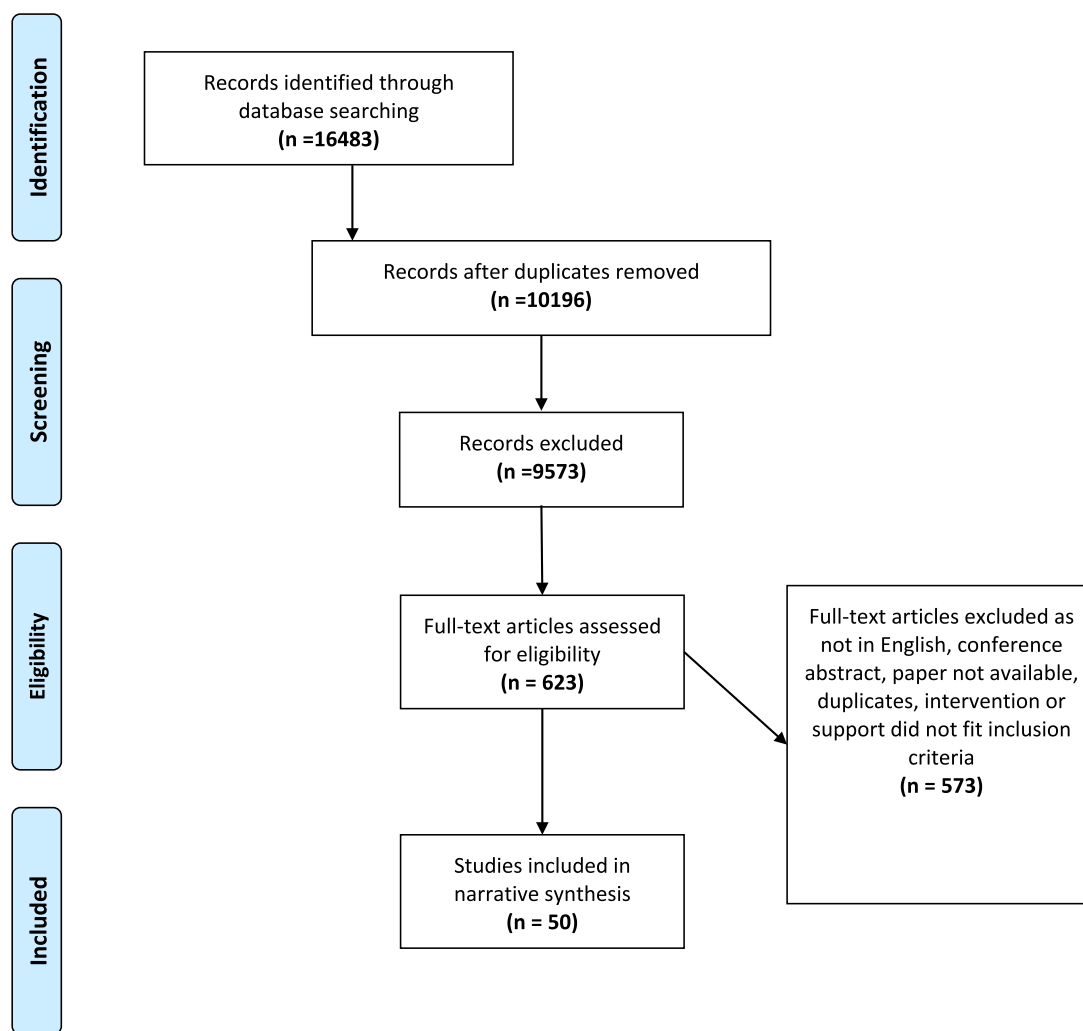 Identification
Records identified through
database searching
(n =16483)
Records after duplicates removed
(n =10196)
Screening
Records excluded
(n =9573)
Eligibility
Full-text articles assessed
for eligibility
(n = 623)
Full-text articles excluded as
not in English, conference
abstract, paper not available,
duplicates, intervention or
support did not fit inclusion
criteria
(n = 573)
Included
Studies included in
narrative synthesis
(n = 50)